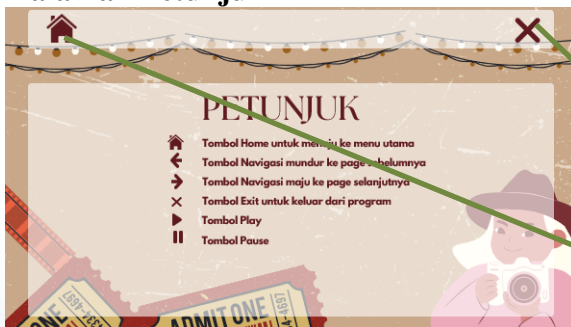 PETUNJUK
Tombol Home untuk menuju ke menu utama
Tombol Navigasi mundur ke page sebelumnya
Tombol Navigasi maju ke page selanjutnya
Tombol Exit untuk keluar dari program
Tombol Play
Tombol Pause
ADMIT ONE